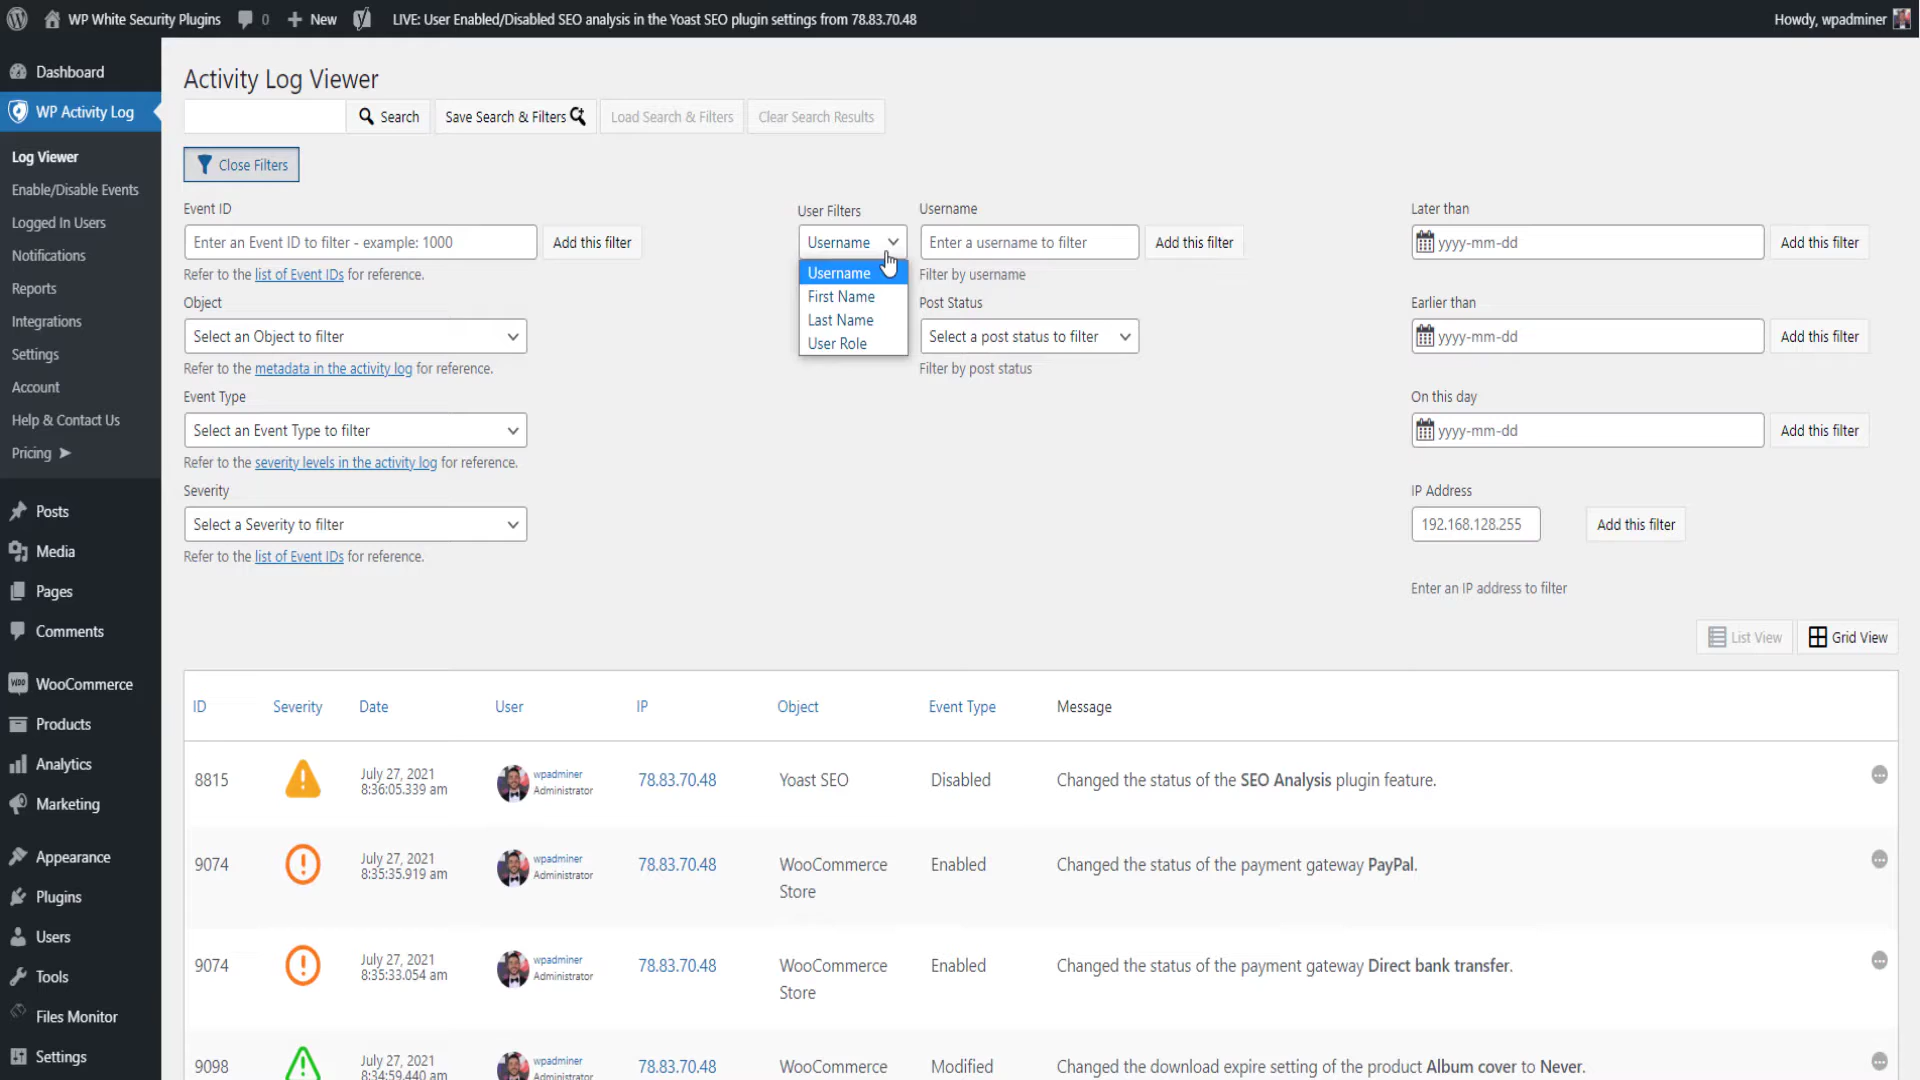 WP White Security Plugins 0 New LIVE: User Enabled/Disabled SEO analysis in the Yoast SEO plugin settings from 78.83.70.48 Howdy, wpadminer
Dashboard
WP Activity Log
Log Viewer
Enable/Disable Events
Logged In Users
Notifications
Reports
Integrations
Settings
Account
Help & Contact Us
Pricing ➤
Posts
Media
Pages
Comments
WooCommerce
Products
Analytics
Marketing
Appearance
Plugins
Users
Tools
Files Monitor
Settings
Activity Log Viewer
Search Save Search & Filters Load Search & Filters Clear Search Results
Close Filters
Event ID
Enter an Event ID to filter - example: 1000 Add this filter
Refer to the list of Event IDs for reference.
Object
Select an Object to filter
Refer to the metadata in the activity log for reference.
Event Type
Select an Event Type to filter
Refer to the severity levels in the activity log for reference.
Severity
Select a Severity to filter
Refer to the list of Event IDs for reference.
User Filters
Username
Username
First Name
Last Name
User Role
Username
Enter a username to filter Add this filter
Filter by username
Post Status
Select a post status to filter
Filter by post status
Later than
yyyy-mm-dd Add this filter
Earlier than
yyyy-mm-dd Add this filter
On this day
yyyy-mm-dd Add this filter
IP Address
192.168.128.255 Add this filter
Enter an IP address to filter
List View Grid View
ID Severity Date User IP Object Event Type Message
8815 July 27, 2021 8:36:05.339 am wpadminer Administrator 78.83.70.48 Yoast SEO Disabled Changed the status of the SEO Analysis plugin feature.
9074 July 27, 2021 8:35:35.919 am wpadminer Administrator 78.83.70.48 WooCommerce Store Enabled Changed the status of the payment gateway PayPal.
9074 July 27, 2021 8:35:33.054 am wpadminer Administrator 78.83.70.48 WooCommerce Store Enabled Changed the status of the payment gateway Direct bank transfer.
9098 July 27, 2021 8:34:59.440 am wpadminer Administrator 78.83.70.48 WooCommerce Modified Changed the download expire setting of the product Album cover to Never.